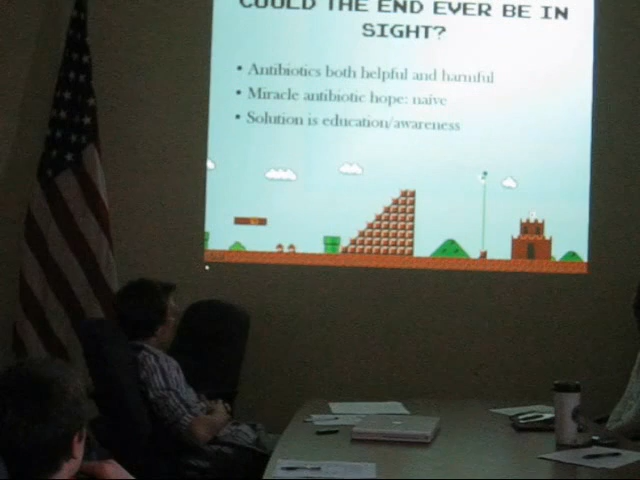 COULD THE END EVER BE IN
SIGHT?
• Antibiotics both helpful and harmful
• Miracle antibiotic hope: naïve
• Solution is education/awareness